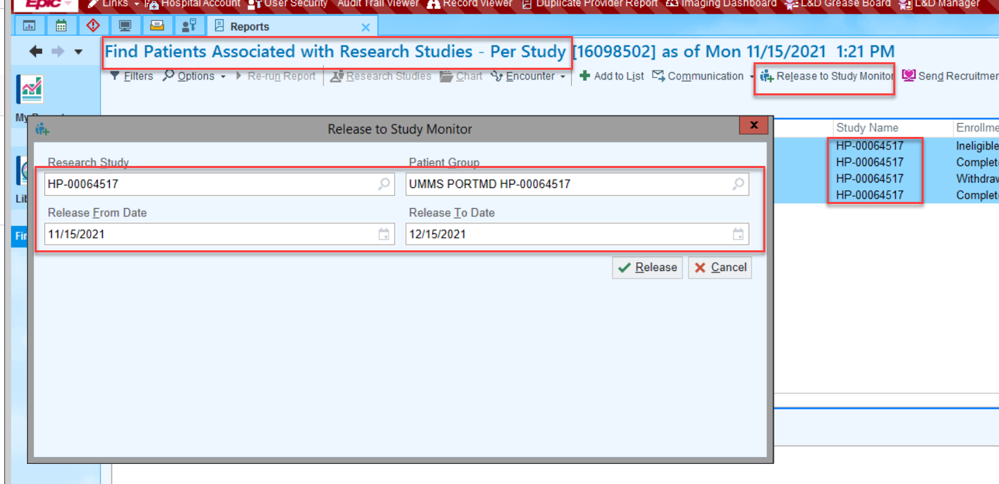 Epic Links Hospital Account User Security Audit Trail Viewer Record Viewer Duplicate Provider Report Imaging Dashboard L&D Grease Board L&D Manager
Reports
Find Patients Associated with Research Studies - Per Study [16098502] as of Mon 11/15/2021 1:21 PM
Filters Options Re-run Report Research Studies Chart Encounter Add to List Communication Release to Study Monitor Send Recruitmen
My
Release to Study Monitor x
Study Name Enrollme
Research Study Patient Group
HP-00064517 Ineligible
HP-00064517 Complet
HP-00064517 Withdraw
HP-00064517 Complet
HP-00064517 UMMS PORTMD HP-00064517
Lib
Release From Date Release To Date
Fin
11/15/2021 12/15/2021
Release Cancel